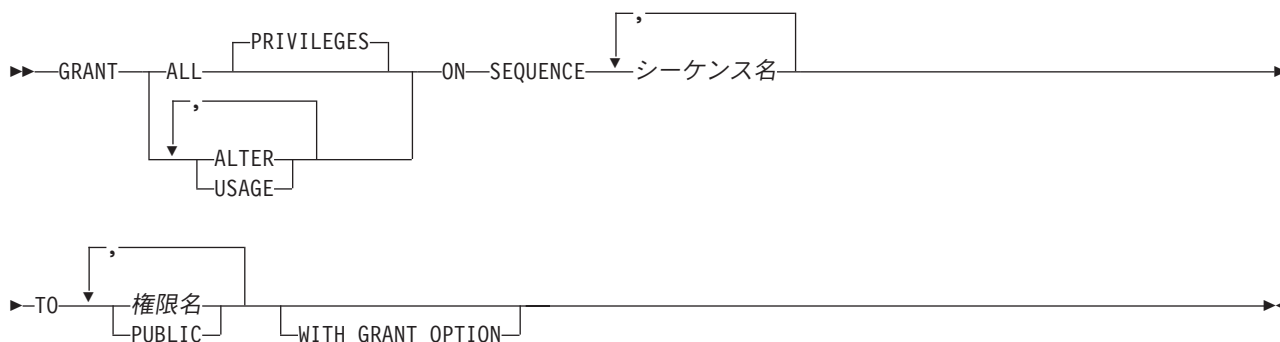 ,
PRIVILEGES
GRANT ALL ON SEQUENCE シーケンス名
,
ALTER
USAGE
,
TO 権限名
PUBLIC WITH GRANT OPTION